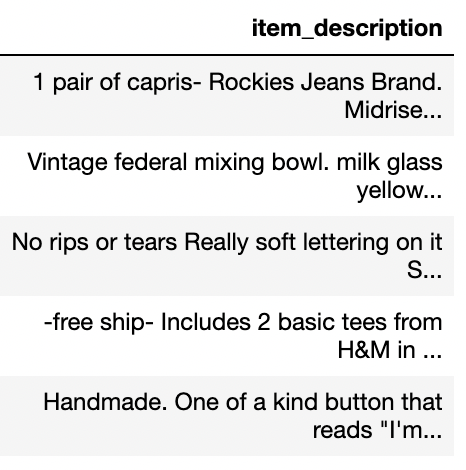 item_description
1 pair of capris- Rockies Jeans Brand.
Midrise...
Vintage federal mixing bowl. milk glass
yellow...
No rips or tears Really soft lettering on it
S...
-free ship- Includes 2 basic tees from
H&M in ...
Handmade. One of a kind button that
reads "I'm...